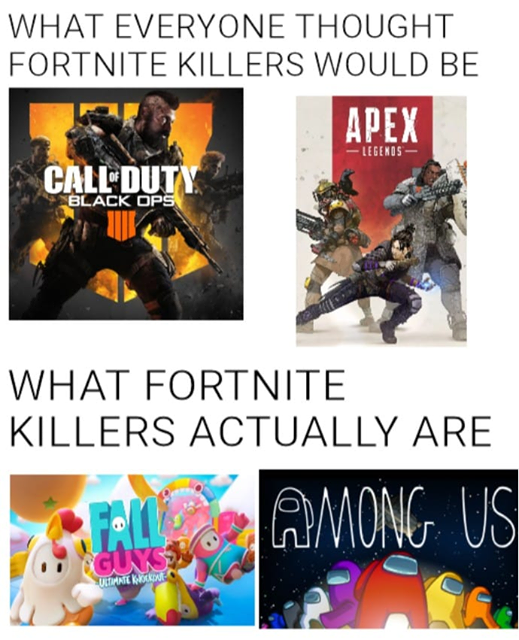 WHAT EVERYONE THOUGHT
FORTNITE KILLERS WOULD BE
CALL OF DUTY
BLACK OPS
IIII
APEX
LEGENDS
WHAT FORTNITE
KILLERS ACTUALLY ARE
FALL
GUYS
ULTIMATE KNOCKOUT
AMONG US